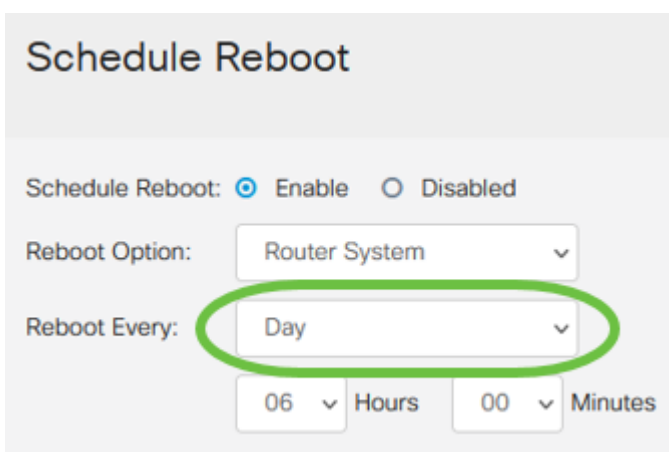 Schedule Reboot
Schedule Reboot: Enable Disabled
Reboot Option: Router System
Reboot Every: Day
06 Hours 00 Minutes